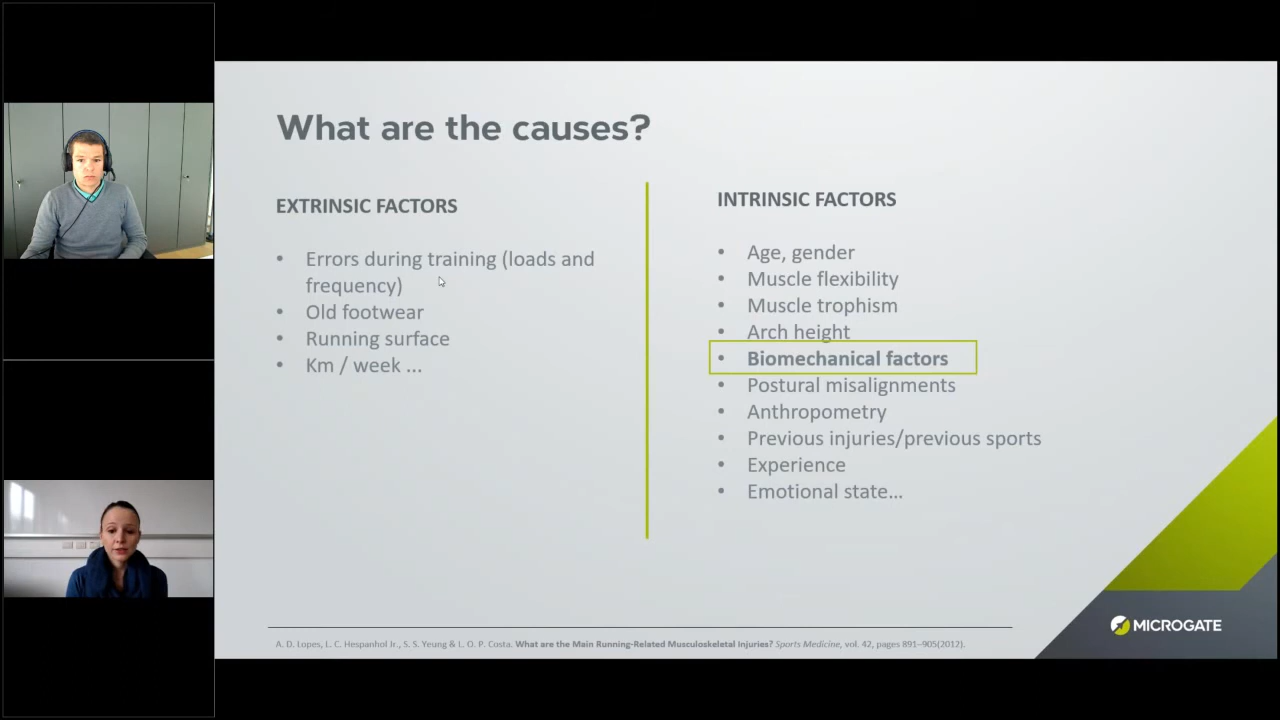 What are the causes?
EXTRINSIC FACTORS
• Errors during training (loads and
frequency)
• Old footwear
• Running surface
• Km / week ...
INTRINSIC FACTORS
• Age, gender
• Muscle flexibility
• Muscle trophism
• Arch height
• Biomechanical factors
• Postural misalignments
• Anthropometry
• Previous injuries/previous sports
• Experience
• Emotional state...
A. D. Lopes, L. C. Hespanhol Jr., S. S. Yeung & L. O. P. Costa. What are the Main Running-Related Musculoskeletal Injuries? Sports Medicine, vol. 42, pages 891–905(2012).
MICROGATE